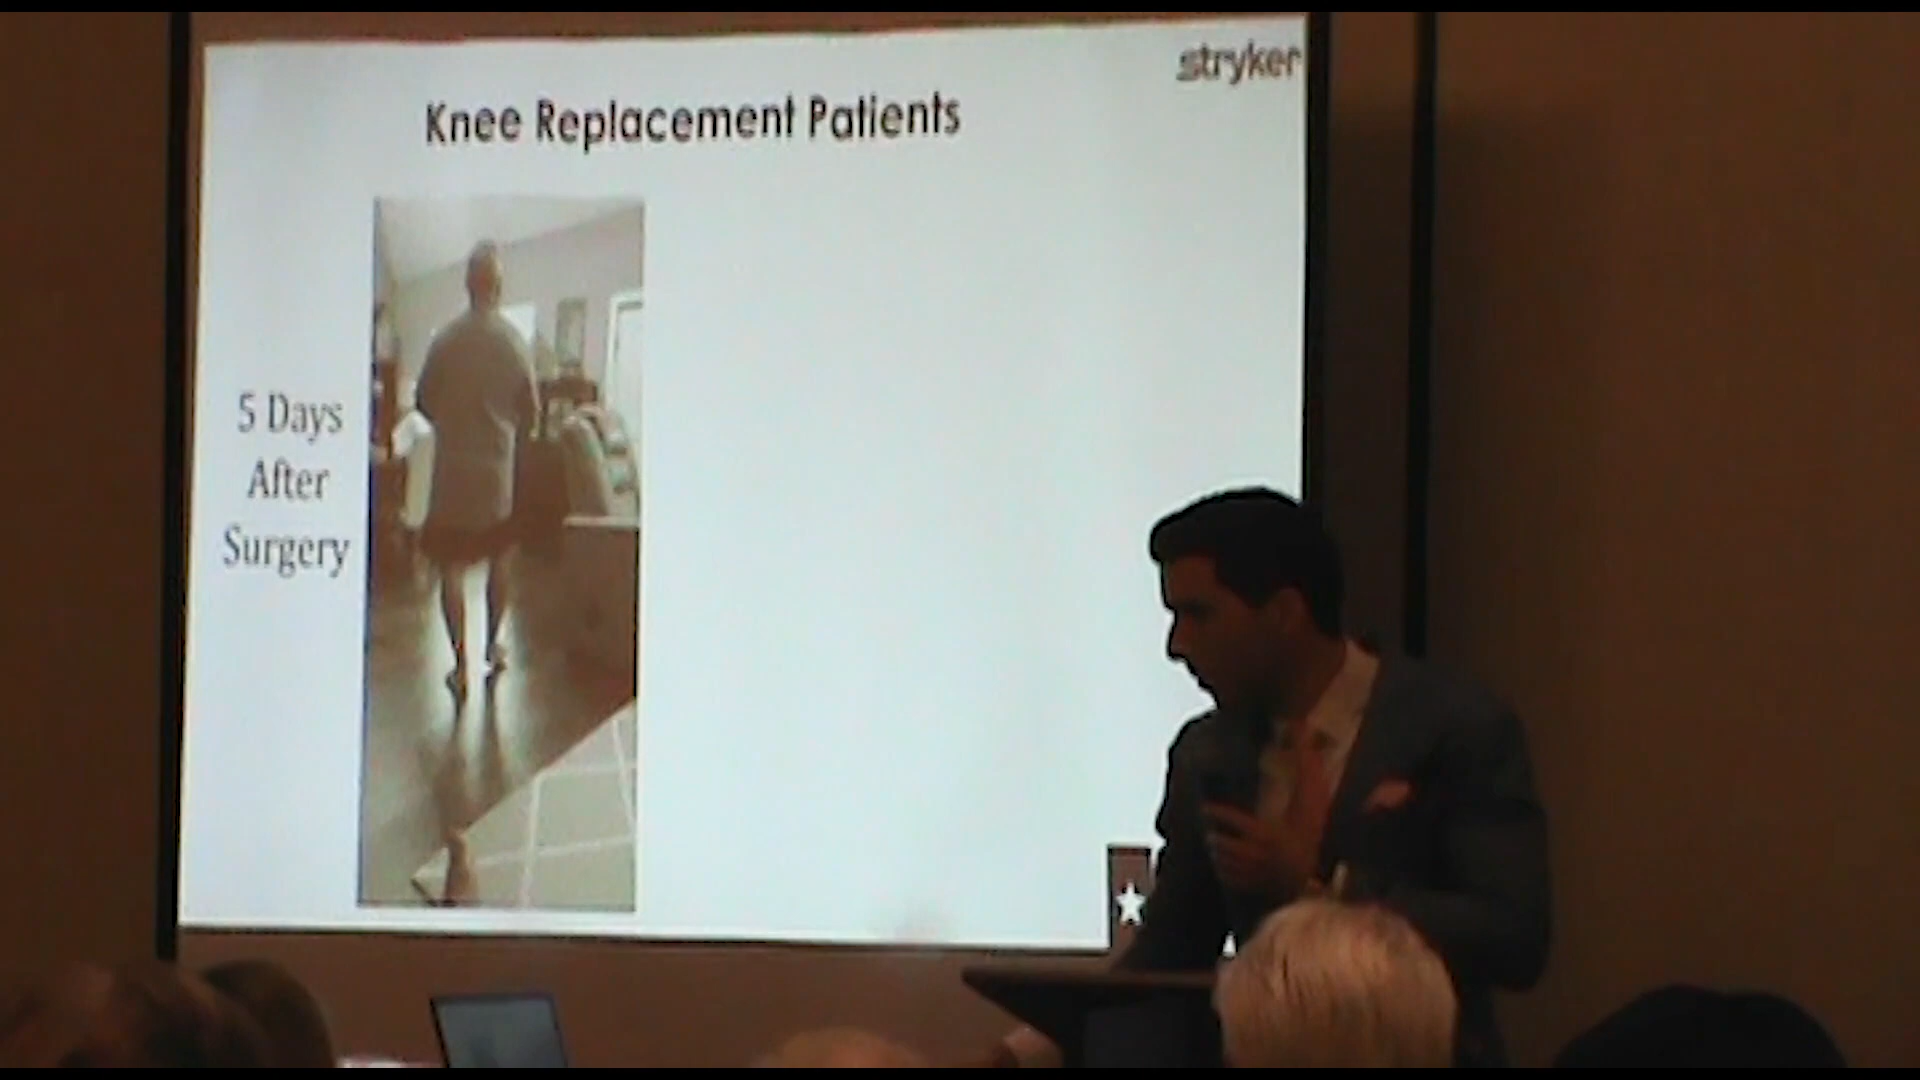 stryker
Knee Replacement Patients
5 Days
After
Surgery